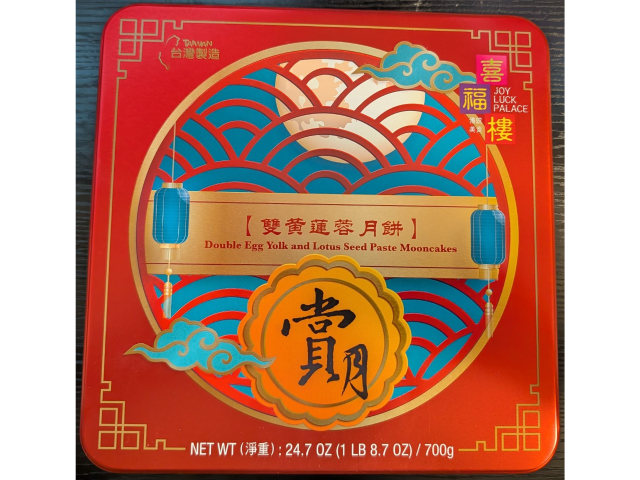 TAIWAN
台灣製造
喜
福
樓
JOY
LUCK
PALACE
【雙黃蓮蓉月餅】
Double Egg Yolk and Lotus Seed Paste Mooncakes
賞月
NET WT (淨重) : 24.7 OZ (1 LB 8.7 OZ) / 700g